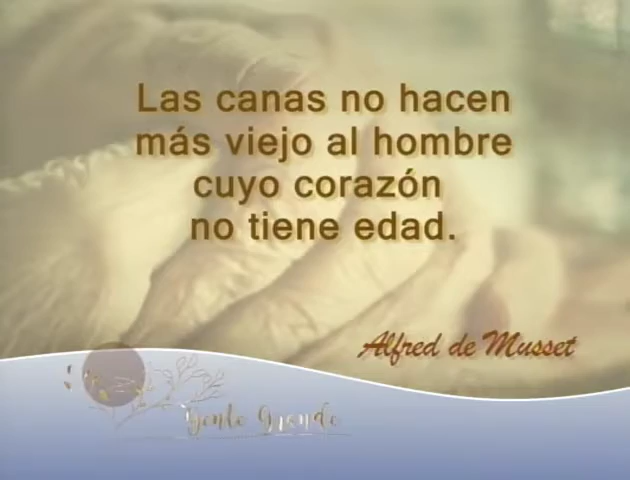 Las canas no hacen
más viejo al hombre
cuyo corazón
no tiene edad.
Alfred de Musset
Gente Grande